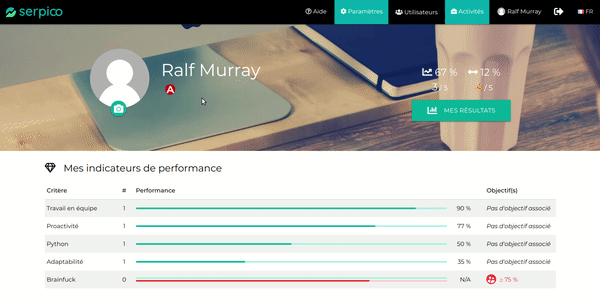 serpico
Aide Paramètres Utilisateurs Activités Ralf Murray FR
Ralf Murray
A
67 % 12 %
/ 5 / 5
MES RÉSULTATS
Mes indicateurs de performance
Critère # Performance Objectif(s)
Travail en équipe 1 90 % Pas d'objectif associé
Proactivité 1 77 % Pas d'objectif associé
Python 1 50 % Pas d'objectif associé
Adaptabilité 1 35 % Pas d'objectif associé
Brainfuck 0 N/A ≥ 75 %